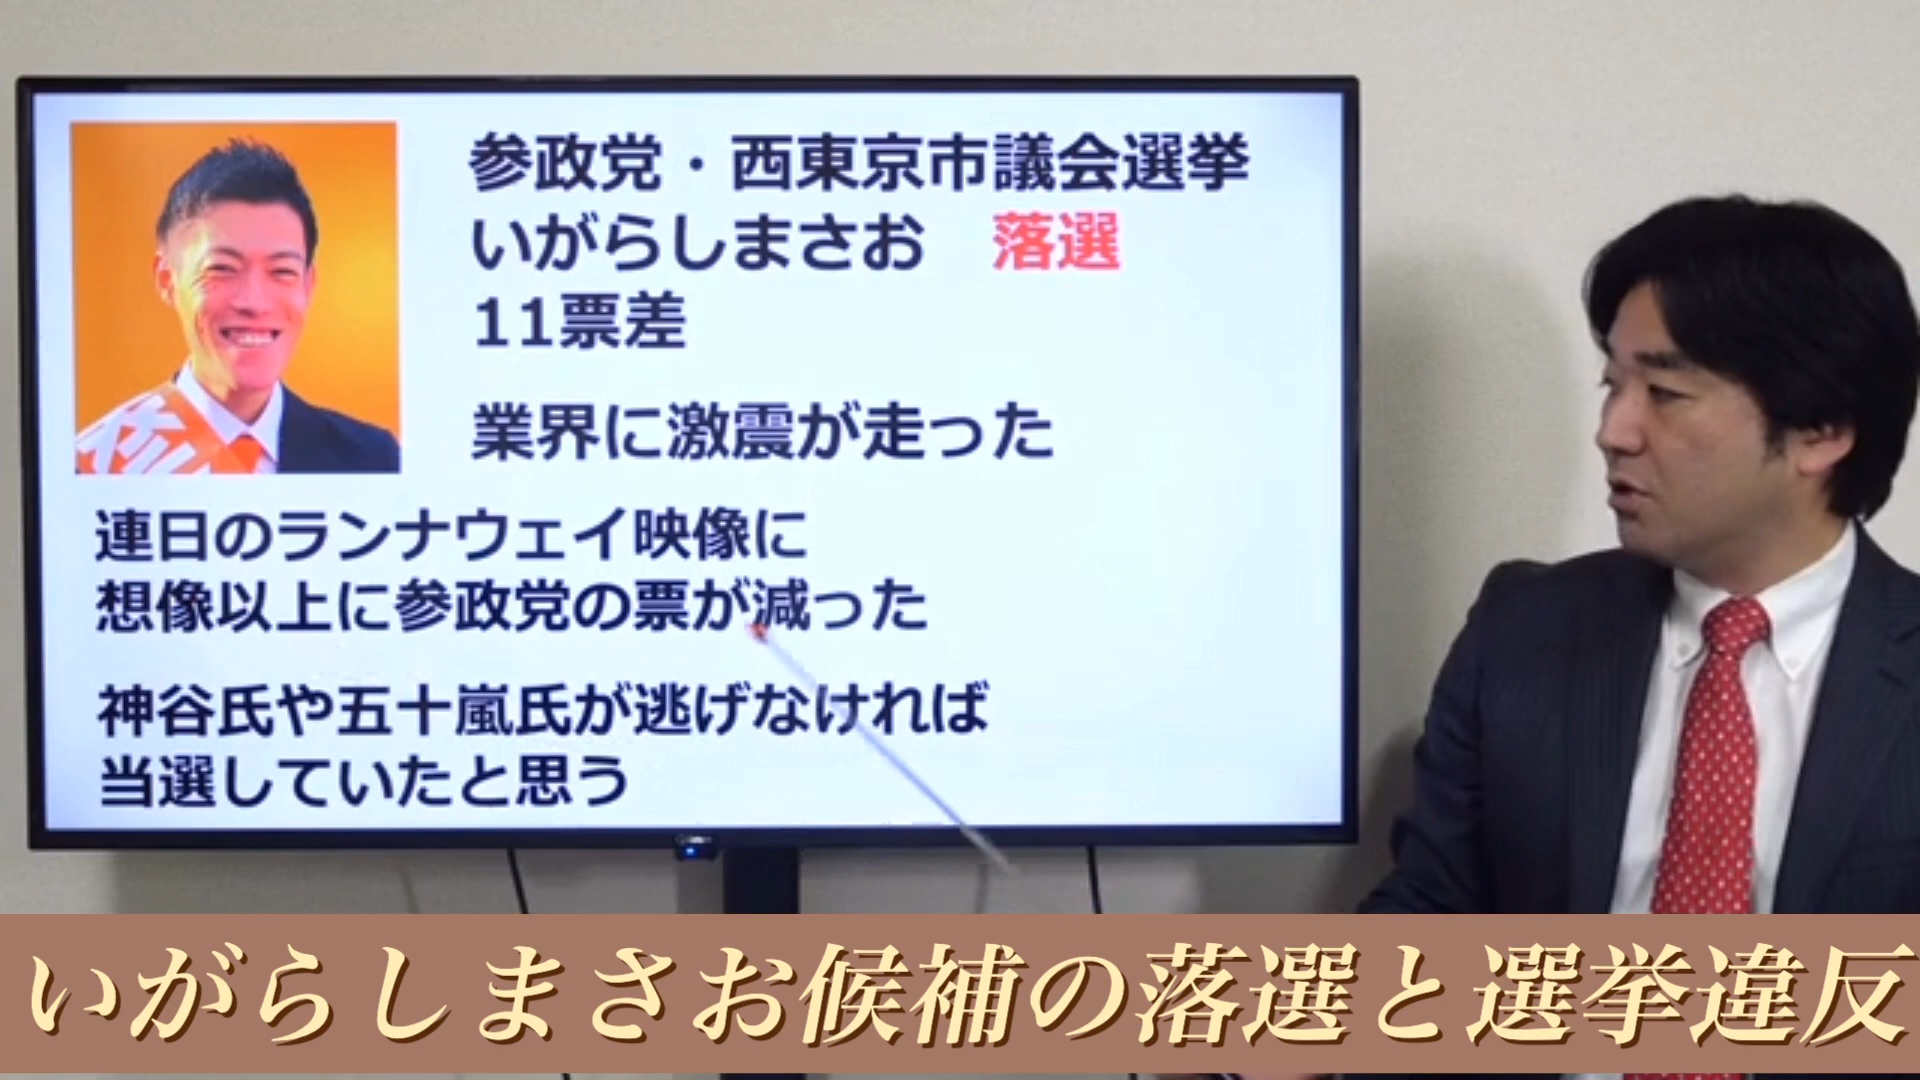 参政党・西東京市議会選挙
いがらしまさお　落選
11票差
業界に激震が走った
連日のランナウェイ映像に
想像以上に参政党の票が減った
神谷氏や五十嵐氏が逃げなければ
当選していたと思う
いがらしまさお候補の落選と選挙違反